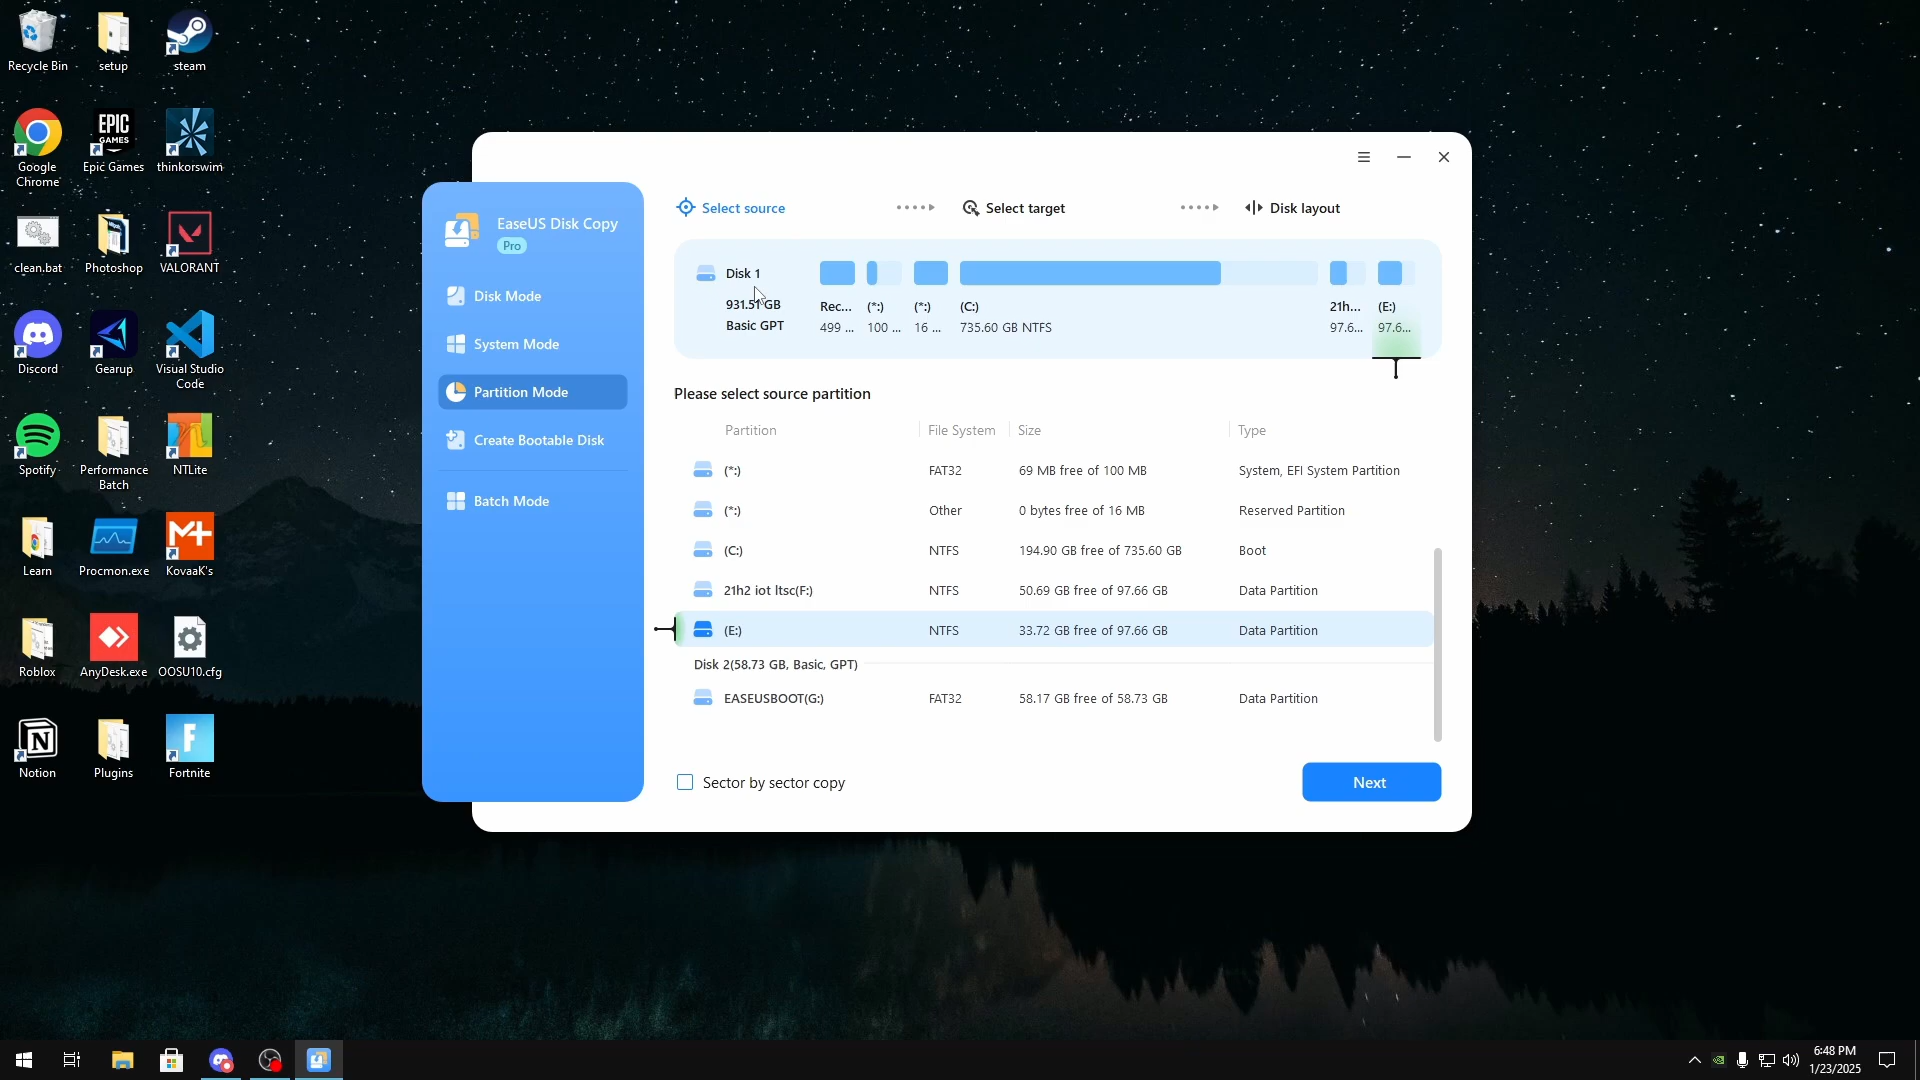 Recycle Bin
setup
steam
Google
Chrome
EPIC
GAMES
Epic Games
thinkorswim
clean.bat
Photoshop
VALORANT
Discord
Gearup
Visual Studio
Code
Spotify
Performance
Batch
NTLite
Learn
Procmon.exe
M+
KovaaK's
Roblox
AnyDesk.exe
OOSU10.cfg
Notion
Plugins
Fortnite
EaseUS Disk Copy
Pro
Disk Mode
System Mode
Partition Mode
Create Bootable Disk
Batch Mode
Select source
Select target
Disk layout
Disk 1
931.51 GB
Basic GPT
Rec...
499 ...
(*:)
100 ...
(*:)
16 ...
(C:)
735.60 GB NTFS
21h...
97.6...
(E:)
97.6...
Please select source partition
Partition File System Size Type
(*:) FAT32 69 MB free of 100 MB System, EFI System Partition
(*:) Other 0 bytes free of 16 MB Reserved Partition
(C:) NTFS 194.90 GB free of 735.60 GB Boot
21h2 iot ltsc(F:) NTFS 50.69 GB free of 97.66 GB Data Partition
(E:) NTFS 33.72 GB free of 97.66 GB Data Partition
Disk 2(58.73 GB, Basic, GPT)
EASEUSBOOT(G:) FAT32 58.17 GB free of 58.73 GB Data Partition
Sector by sector copy
Next
6:48 PM
1/23/2025